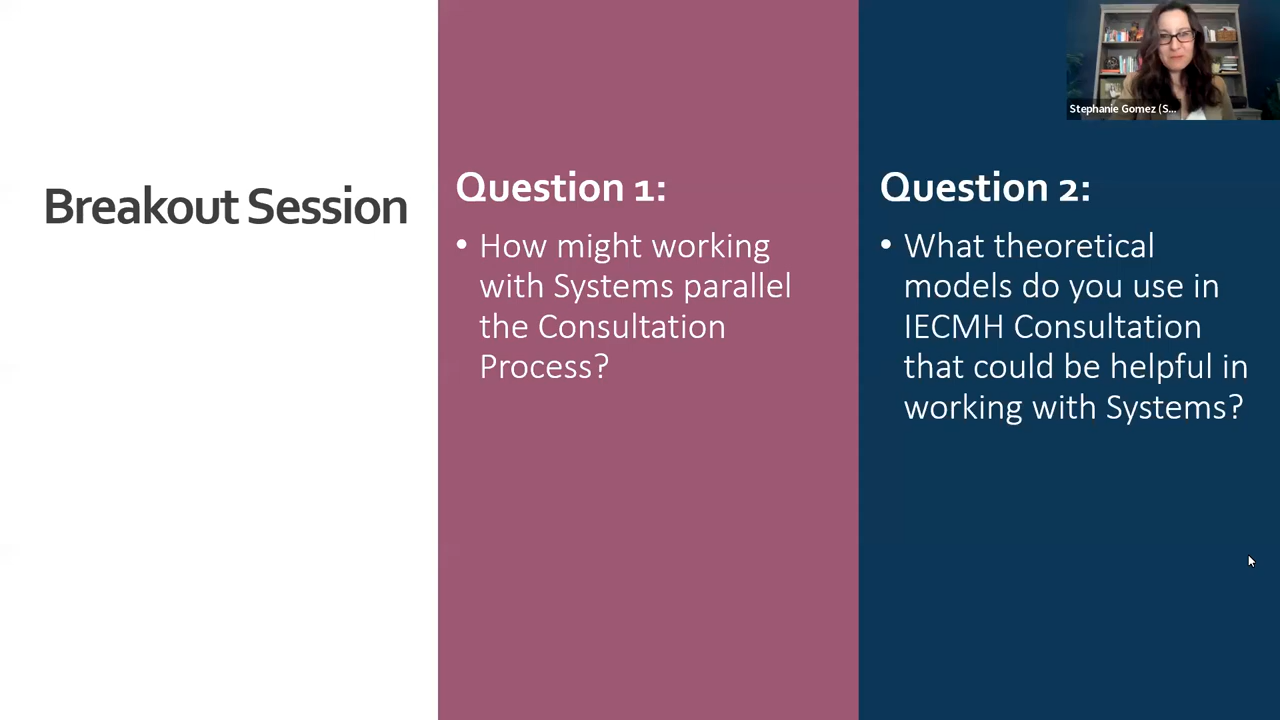 Stephanie Gomez (S...
Breakout Session
Question 1:
• How might working
with Systems parallel
the Consultation
Process?
Question 2:
• What theoretical
models do you use in
IECMH Consultation
that could be helpful in
working with Systems?